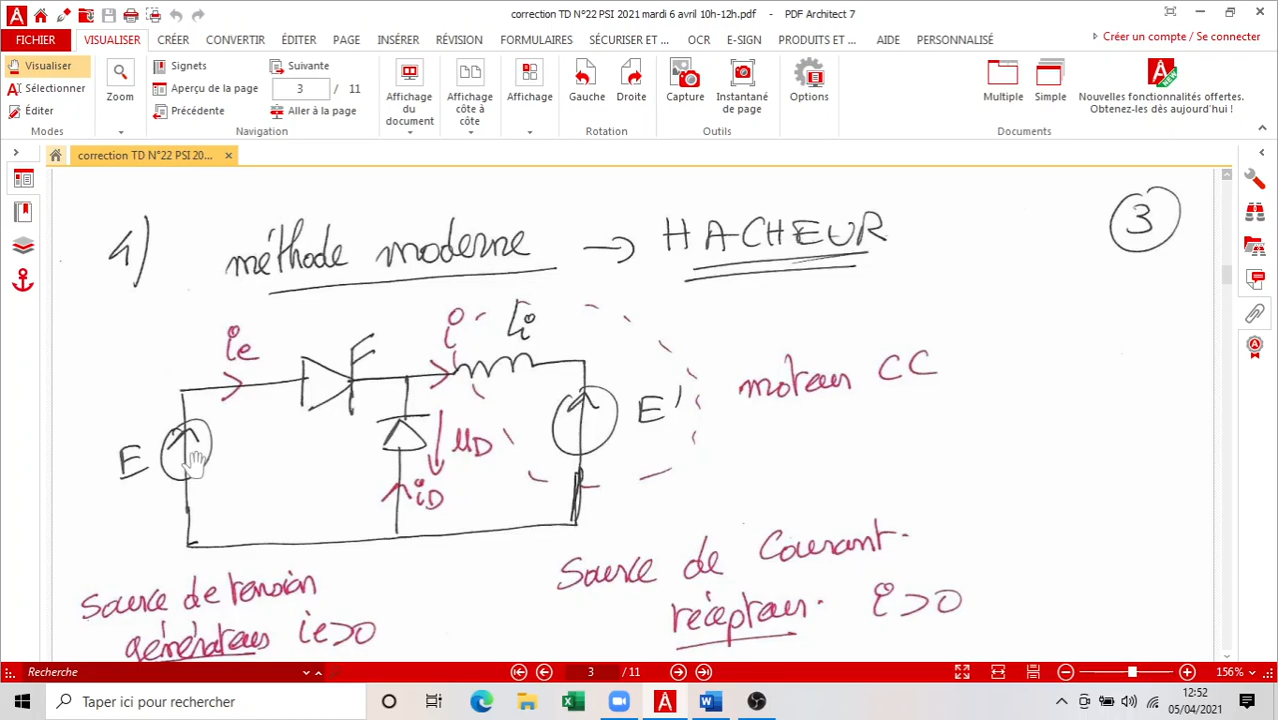 correction TD N°22 PSI 2021 mardi 6 avril 10h-12h.pdf - PDF Architect 7
FICHIER VISUALISER CRÉER CONVERTIR ÉDITER PAGE INSÉRER RÉVISION FORMULAIRES SÉCURISER ET ... OCR E-SIGN PRODUITS ET ... AIDE PERSONNALISÉ
Créer un compte / Se connecter
Visualiser
Sélectionner
Éditer
Modes
Zoom
Signets
Aperçu de la page
Précédente
Suivante
3 / 11
Aller à la page
Navigation
Affichage du document
Affichage côte à côte
Affichage
Gauche
Droite
Rotation
Capture
Instantané de page
Outils
Options
Multiple
Simple
Documents
Nouvelles fonctionnalités offertes.
Obtenez-les dès aujourd'hui !
correction TD N°22 PSI 20...
4) méthode moderne → HACHEUR
3
ie
i
Li
moteur CC
E
E'
uD
iD
Source de tension
générateur ie>0
Source de Courant.
récepteur. i>0
Recherche
3 / 11
156%
Taper ici pour rechercher
12:52
05/04/2021